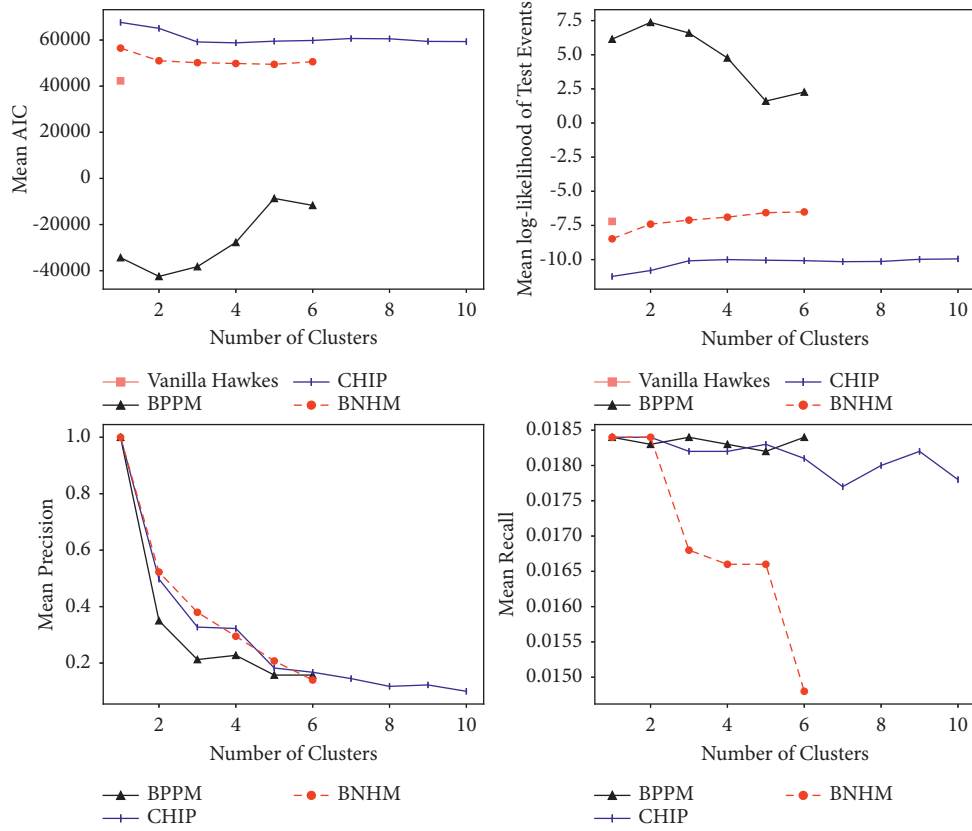 Mean AIC
60000
40000
20000
0
-20000
-40000
2
4
6
8
10
Number of Clusters
Vanilla Hawkes
CHIP
BPPM
BNHM
Mean log-likelihood of Test Events
7.5
5.0
2.5
0.0
-2.5
-5.0
-7.5
-10.0
2
4
6
8
10
Number of Clusters
Vanilla Hawkes
CHIP
BPPM
BNHM
Mean Precision
1.0
0.8
0.6
0.4
0.2
2
4
6
8
10
Number of Clusters
BPPM
BNHM
CHIP
Mean Recall
0.0185
0.0180
0.0175
0.0170
0.0165
0.0160
0.0155
0.0150
2
4
6
8
10
Number of Clusters
BPPM
BNHM
CHIP